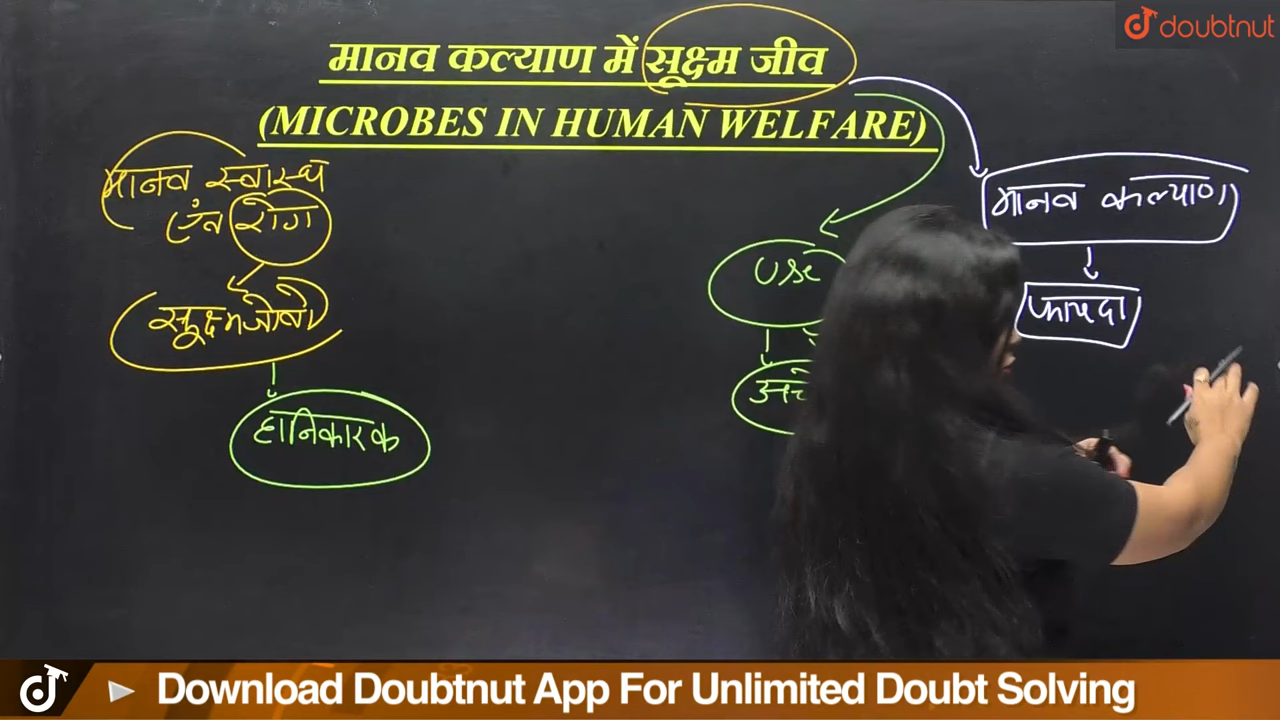 doubtnut
मानव कल्याण में सूक्ष्म जीव
(MICROBES IN HUMAN WELFARE)
मानव स्वास्थ
एंव रोग
सूक्ष्मजीवो
हानिकारक
मानव कल्याण
फायदा
use
Download Doubtnut App For Unlimited Doubt Solving